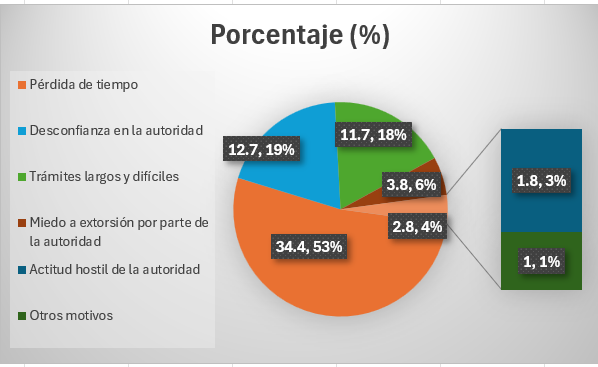 Porcentaje (%)
Pérdida de tiempo
Desconfianza en la autoridad
Trámites largos y difíciles
Miedo a extorsión por parte de
la autoridad
Actitud hostil de la autoridad
Otros motivos
11.7, 18%
12.7, 19%
3.8, 6%
2.8, 4%
34.4, 53%
1.8, 3%
1, 1%